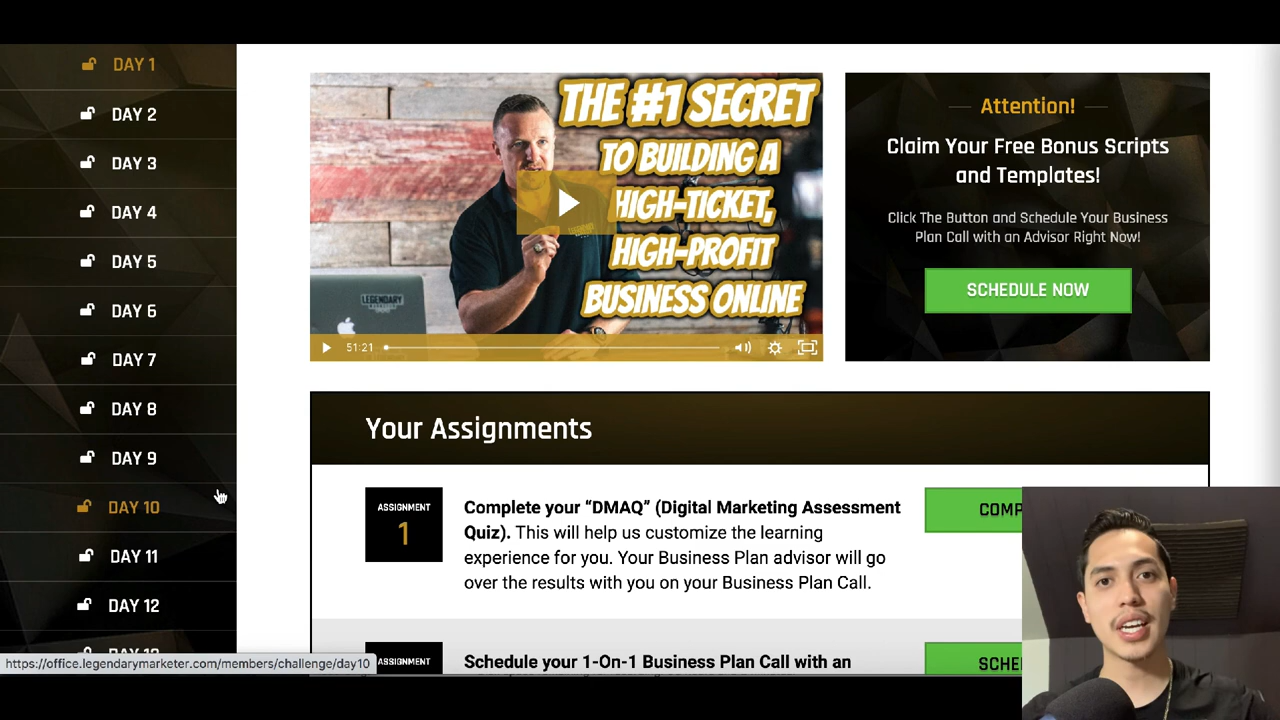 DAY 1
DAY 2
DAY 3
DAY 4
DAY 5
DAY 6
DAY 7
DAY 8
DAY 9
DAY 10
DAY 11
DAY 12
https://office.legendarymarketer.com/members/challenge/day10
THE #1 SECRET
TO BUILDING A
HIGH-TICKET,
HIGH-PROFIT
BUSINESS ONLINE
LEGENDARY
51:21
Attention!
Claim Your Free Bonus Scripts
and Templates!
Click The Button and Schedule Your Business
Plan Call with an Advisor Right Now!
SCHEDULE NOW
Your Assignments
ASSIGNMENT
1
Complete your “DMAQ” (Digital Marketing Assessment
Quiz). This will help us customize the learning
experience for you. Your Business Plan advisor will go
over the results with you on your Business Plan Call.
COMP
ASSIGNMENT
Schedule your 1-On-1 Business Plan Call with an
SCHE